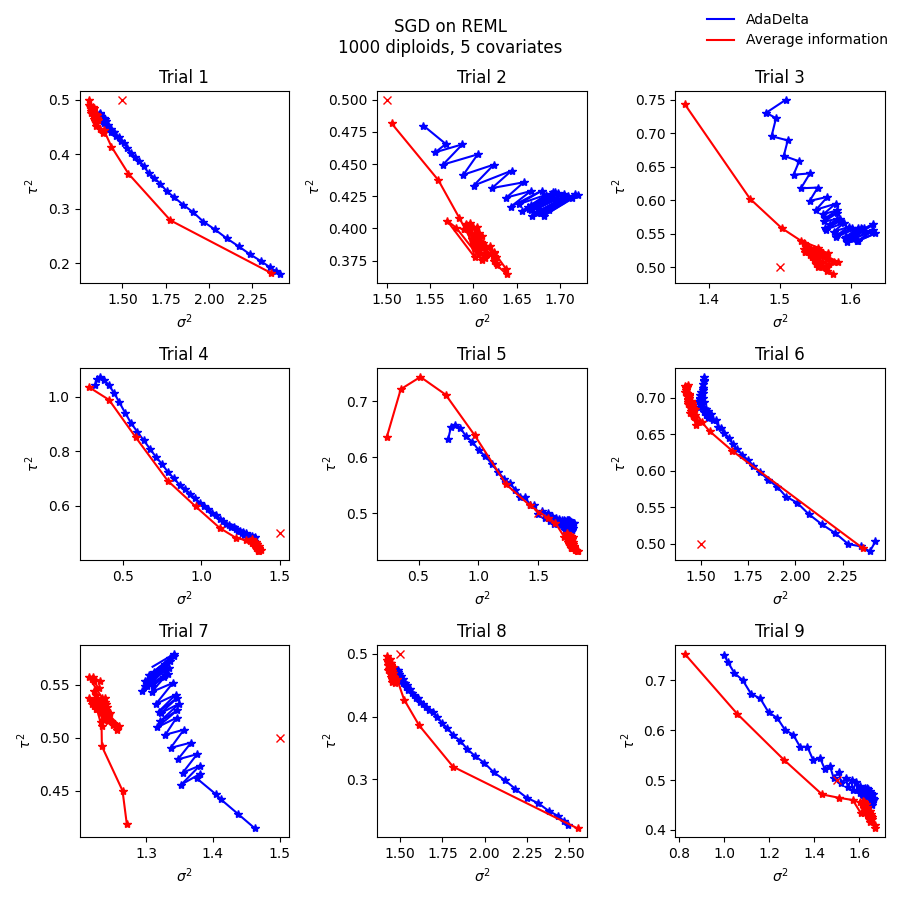 SGD on REML
1000 diploids, 5 covariates
AdaDelta
Average information
Trial 1
0.5
0.4
0.3
0.2
τ²
1.50 1.75 2.00 2.25
σ²
Trial 2
0.500
0.475
0.450
0.425
0.400
0.375
τ²
1.50 1.55 1.60 1.65 1.70
σ²
Trial 3
0.75
0.70
0.65
0.60
0.55
0.50
τ²
1.4 1.5 1.6
σ²
Trial 4
1.0
0.8
0.6
τ²
0.5 1.0 1.5
σ²
Trial 5
0.7
0.6
0.5
τ²
0.5 1.0 1.5
σ²
Trial 6
0.70
0.65
0.60
0.55
0.50
τ²
1.50 1.75 2.00 2.25
σ²
Trial 7
0.55
0.50
0.45
τ²
1.3 1.4 1.5
σ²
Trial 8
0.5
0.4
0.3
τ²
1.50 1.75 2.00 2.25 2.50
σ²
Trial 9
0.7
0.6
0.5
0.4
τ²
0.8 1.0 1.2 1.4 1.6
σ²